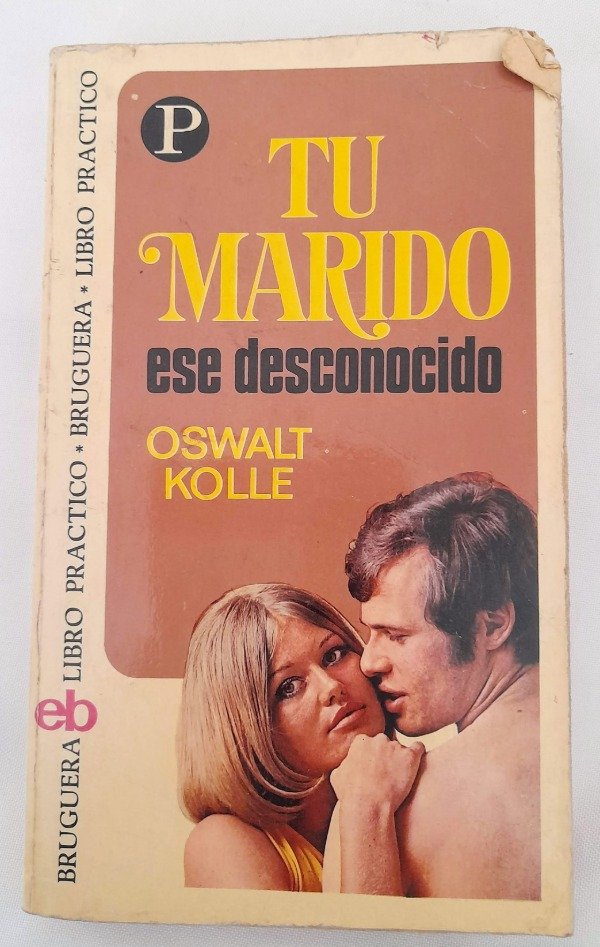 P
TU
MARIDO
ese desconocido
OSWALT
KOLLE
BRUGUERA LIBRO PRACTICO * BRUGUERA * LIBRO PRACTICO
eb